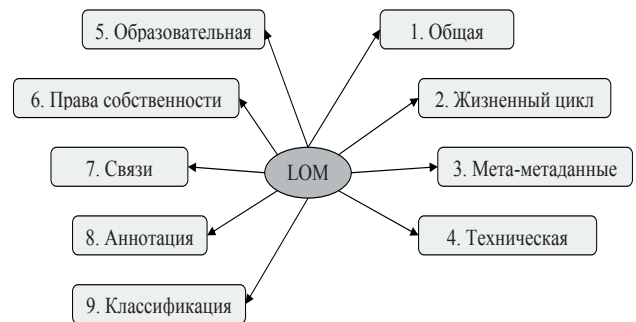 5. Образовательная
1. Общая
6. Права собственности
2. Жизненный цикл
7. Связи
LOM
3. Мета-метаданные
8. Аннотация
4. Техническая
9. Классификация